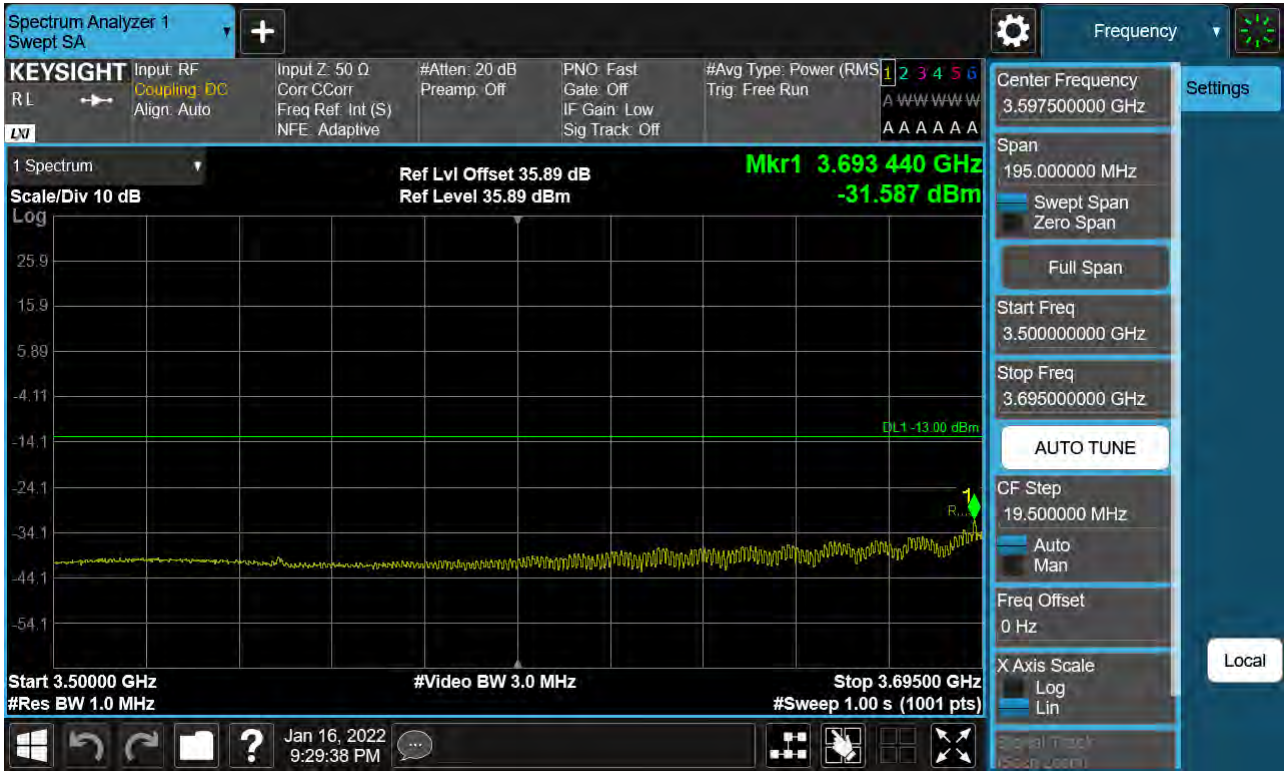 Spectrum Analyzer 1
Swept SA
+
Frequency
KEYSIGHT
RL
LXI
Input: RF
Coupling: DC
Align: Auto
Input Z: 50 Ω
Corr CCorr
Freq Ref: Int (S)
NFE: Adaptive
#Atten: 20 dB
Preamp: Off
PNO: Fast
Gate: Off
IF Gain: Low
Sig Track: Off
#Avg Type: Power (RMS
Trig: Free Run
1 2 3 4 5 6
A W W W W W
A A A A A A
Center Frequency
3.597500000 GHz
Settings
Span
195.000000 MHz
Swept Span
Zero Span
Full Span
Start Freq
3.500000000 GHz
Stop Freq
3.695000000 GHz
AUTO TUNE
CF Step
19.500000 MHz
Auto
Man
Freq Offset
0 Hz
X Axis Scale
Log
Lin
Signal Track
(Span Zoom)
Local
1 Spectrum
Scale/Div 10 dB
Log
Ref Lvl Offset 35.89 dB
Ref Level 35.89 dBm
Mkr1 3.693 440 GHz
-31.587 dBm
25.9
15.9
5.89
-4.11
-14.1
-24.1
-34.1
-44.1
-54.1
DL1 -13.00 dBm
1
R...
Start 3.50000 GHz
#Res BW 1.0 MHz
#Video BW 3.0 MHz
Stop 3.69500 GHz
#Sweep 1.00 s (1001 pts)
?
Jan 16, 2022
9:29:38 PM